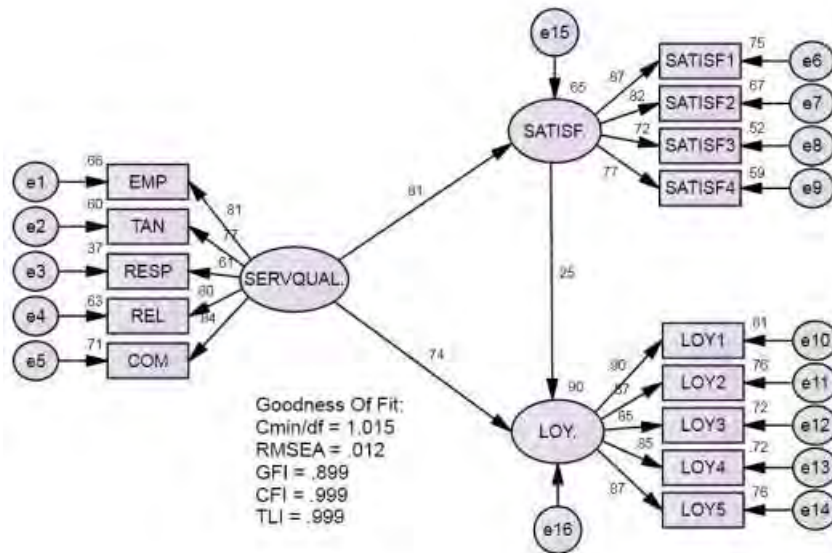 e15
.75
.87
SATISF1
e6
.65
.67
.82
SATISF2
e7
SATISF.
.52
.72
SATISF3
e8
.59
.77
SATISF4
e9
.66
e1
EMP
.81
.60
e2
TAN
.77
.81
.37
e3
RESP
.61
SERVQUAL.
.25
.63
e4
REL
.80
.84
.71
e5
COM
.74
.81
.90
LOY1
e10
.90
.76
.87
LOY2
e11
.72
.85
LOY3
e12
LOY.
.72
.85
LOY4
e13
.76
.87
LOY5
e14
e16
Goodness Of Fit:
Cmin/df = 1.015
RMSEA = .012
GFI = .899
CFI = .999
TLI = .999